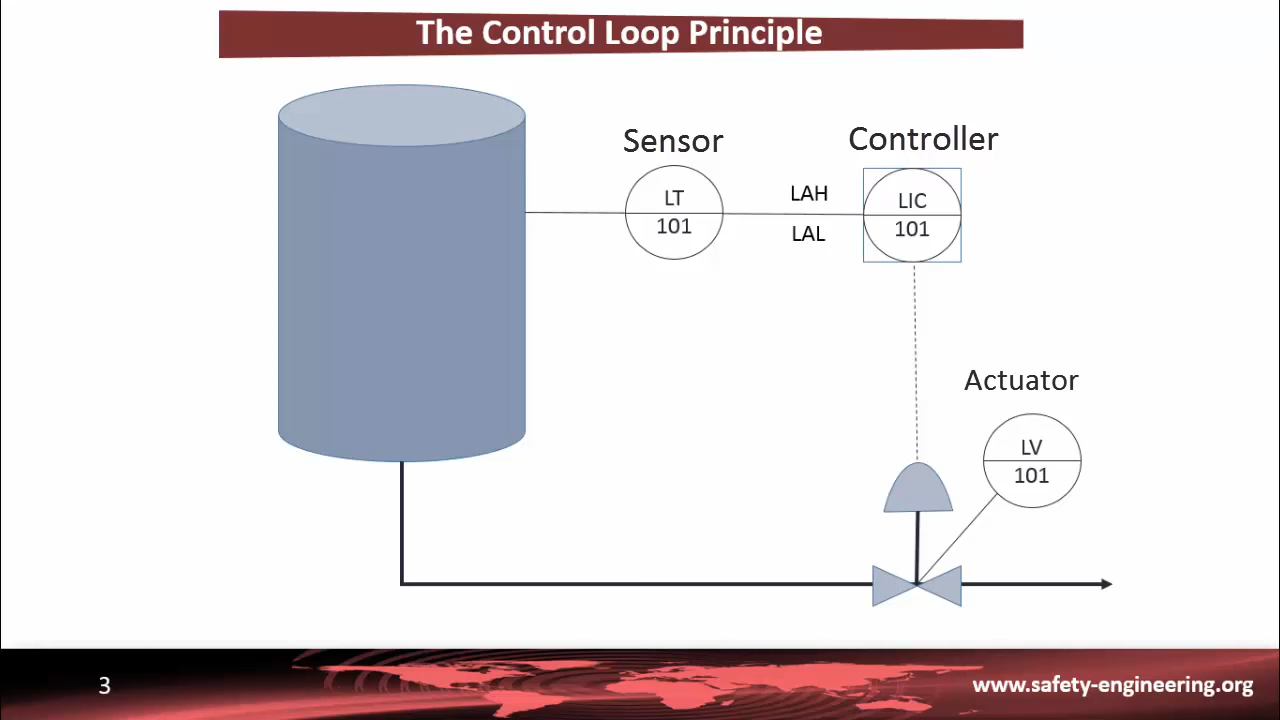 The Control Loop Principle
Sensor
Controller
LT
101
LAH
LAL
LIC
101
Actuator
LV
101
3
www.safety-engineering.org